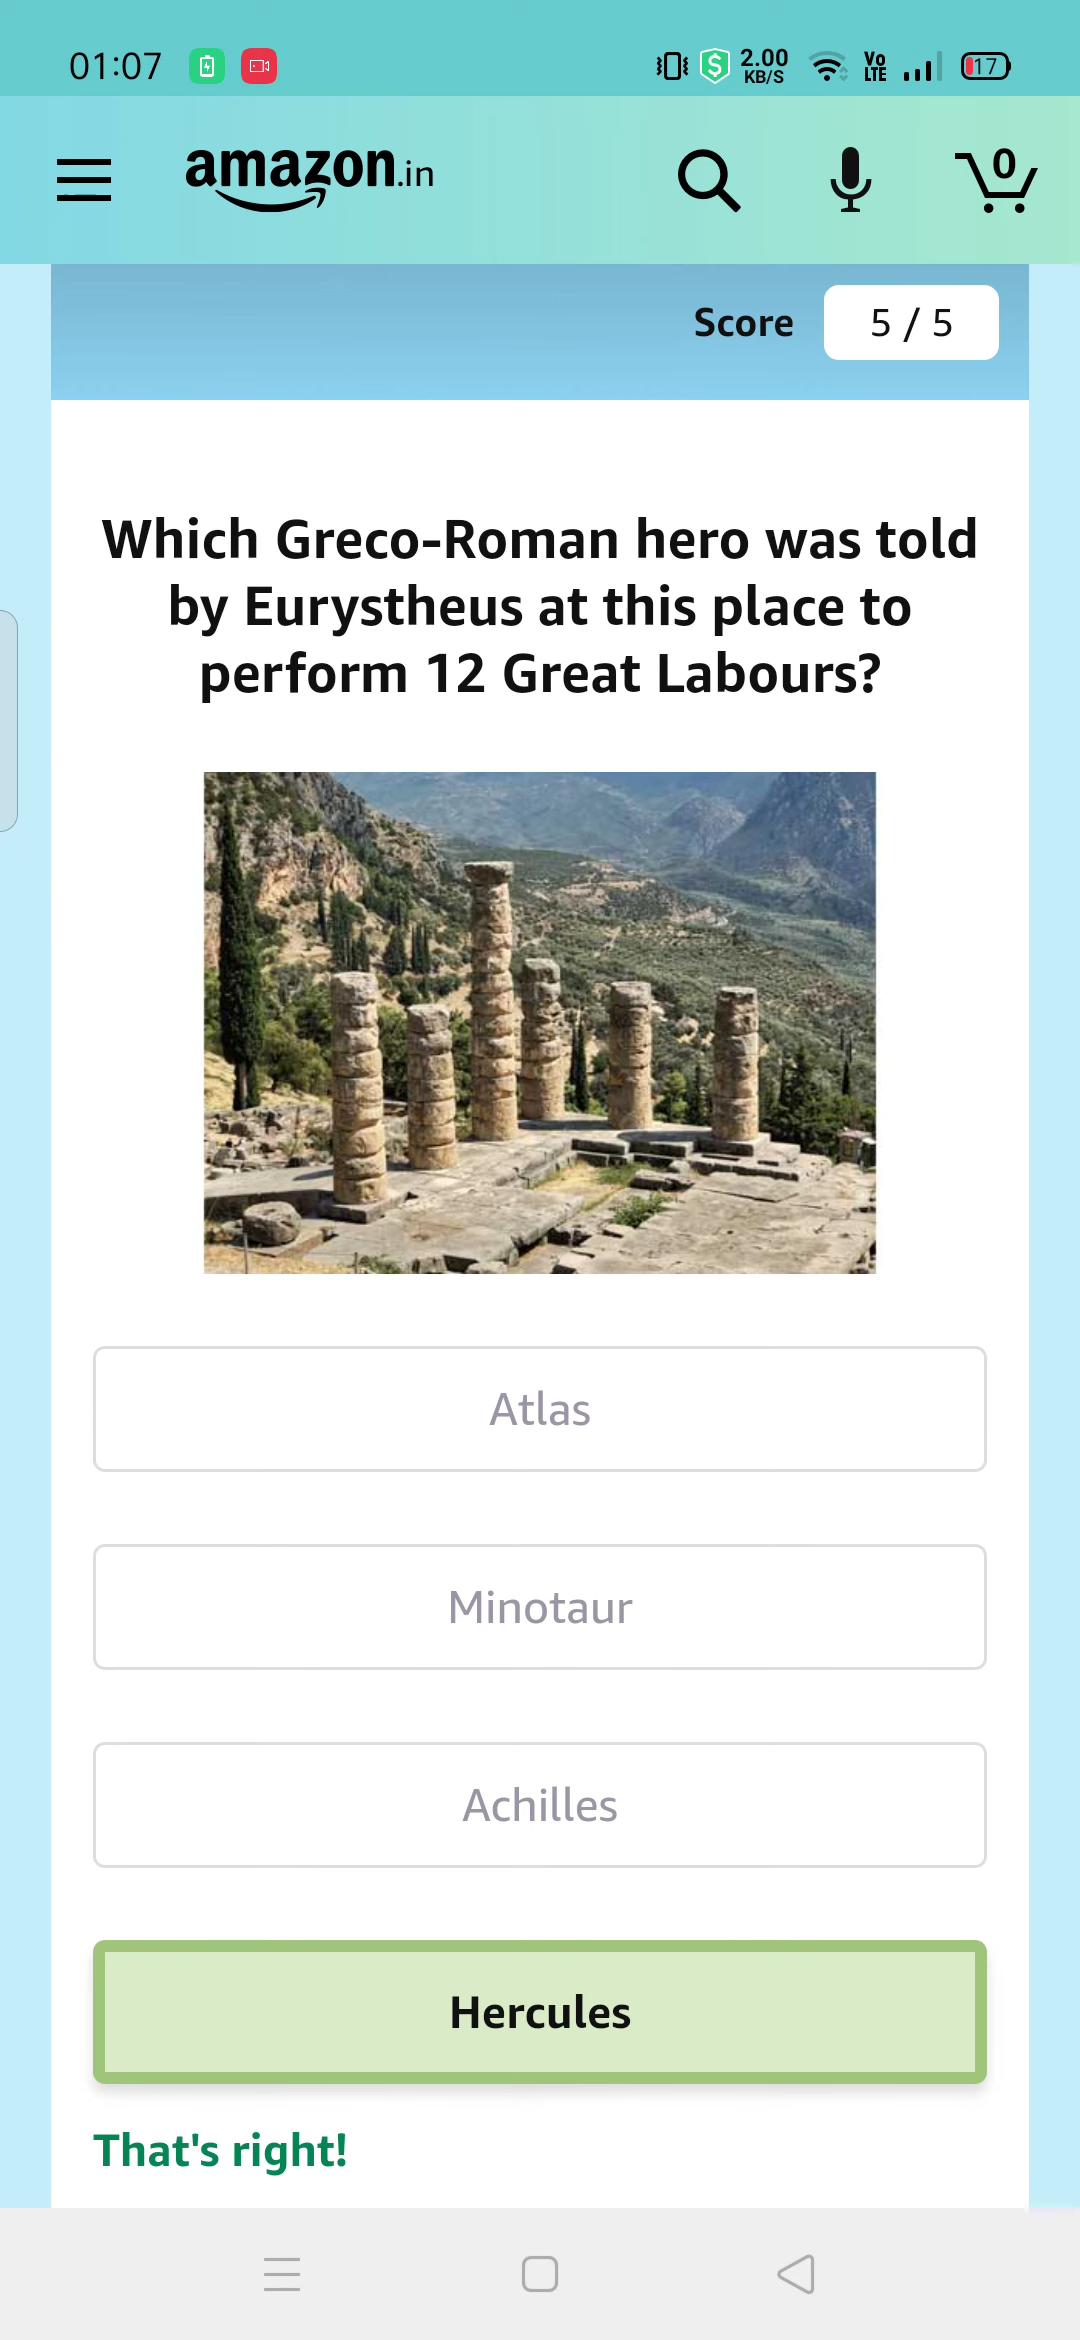 01:07
2.00 KB/S
Vo LTE
17
amazon.in
0
Score
5 / 5
Which Greco-Roman hero was told
by Eurystheus at this place to
perform 12 Great Labours?
Atlas
Minotaur
Achilles
Hercules
That's right!